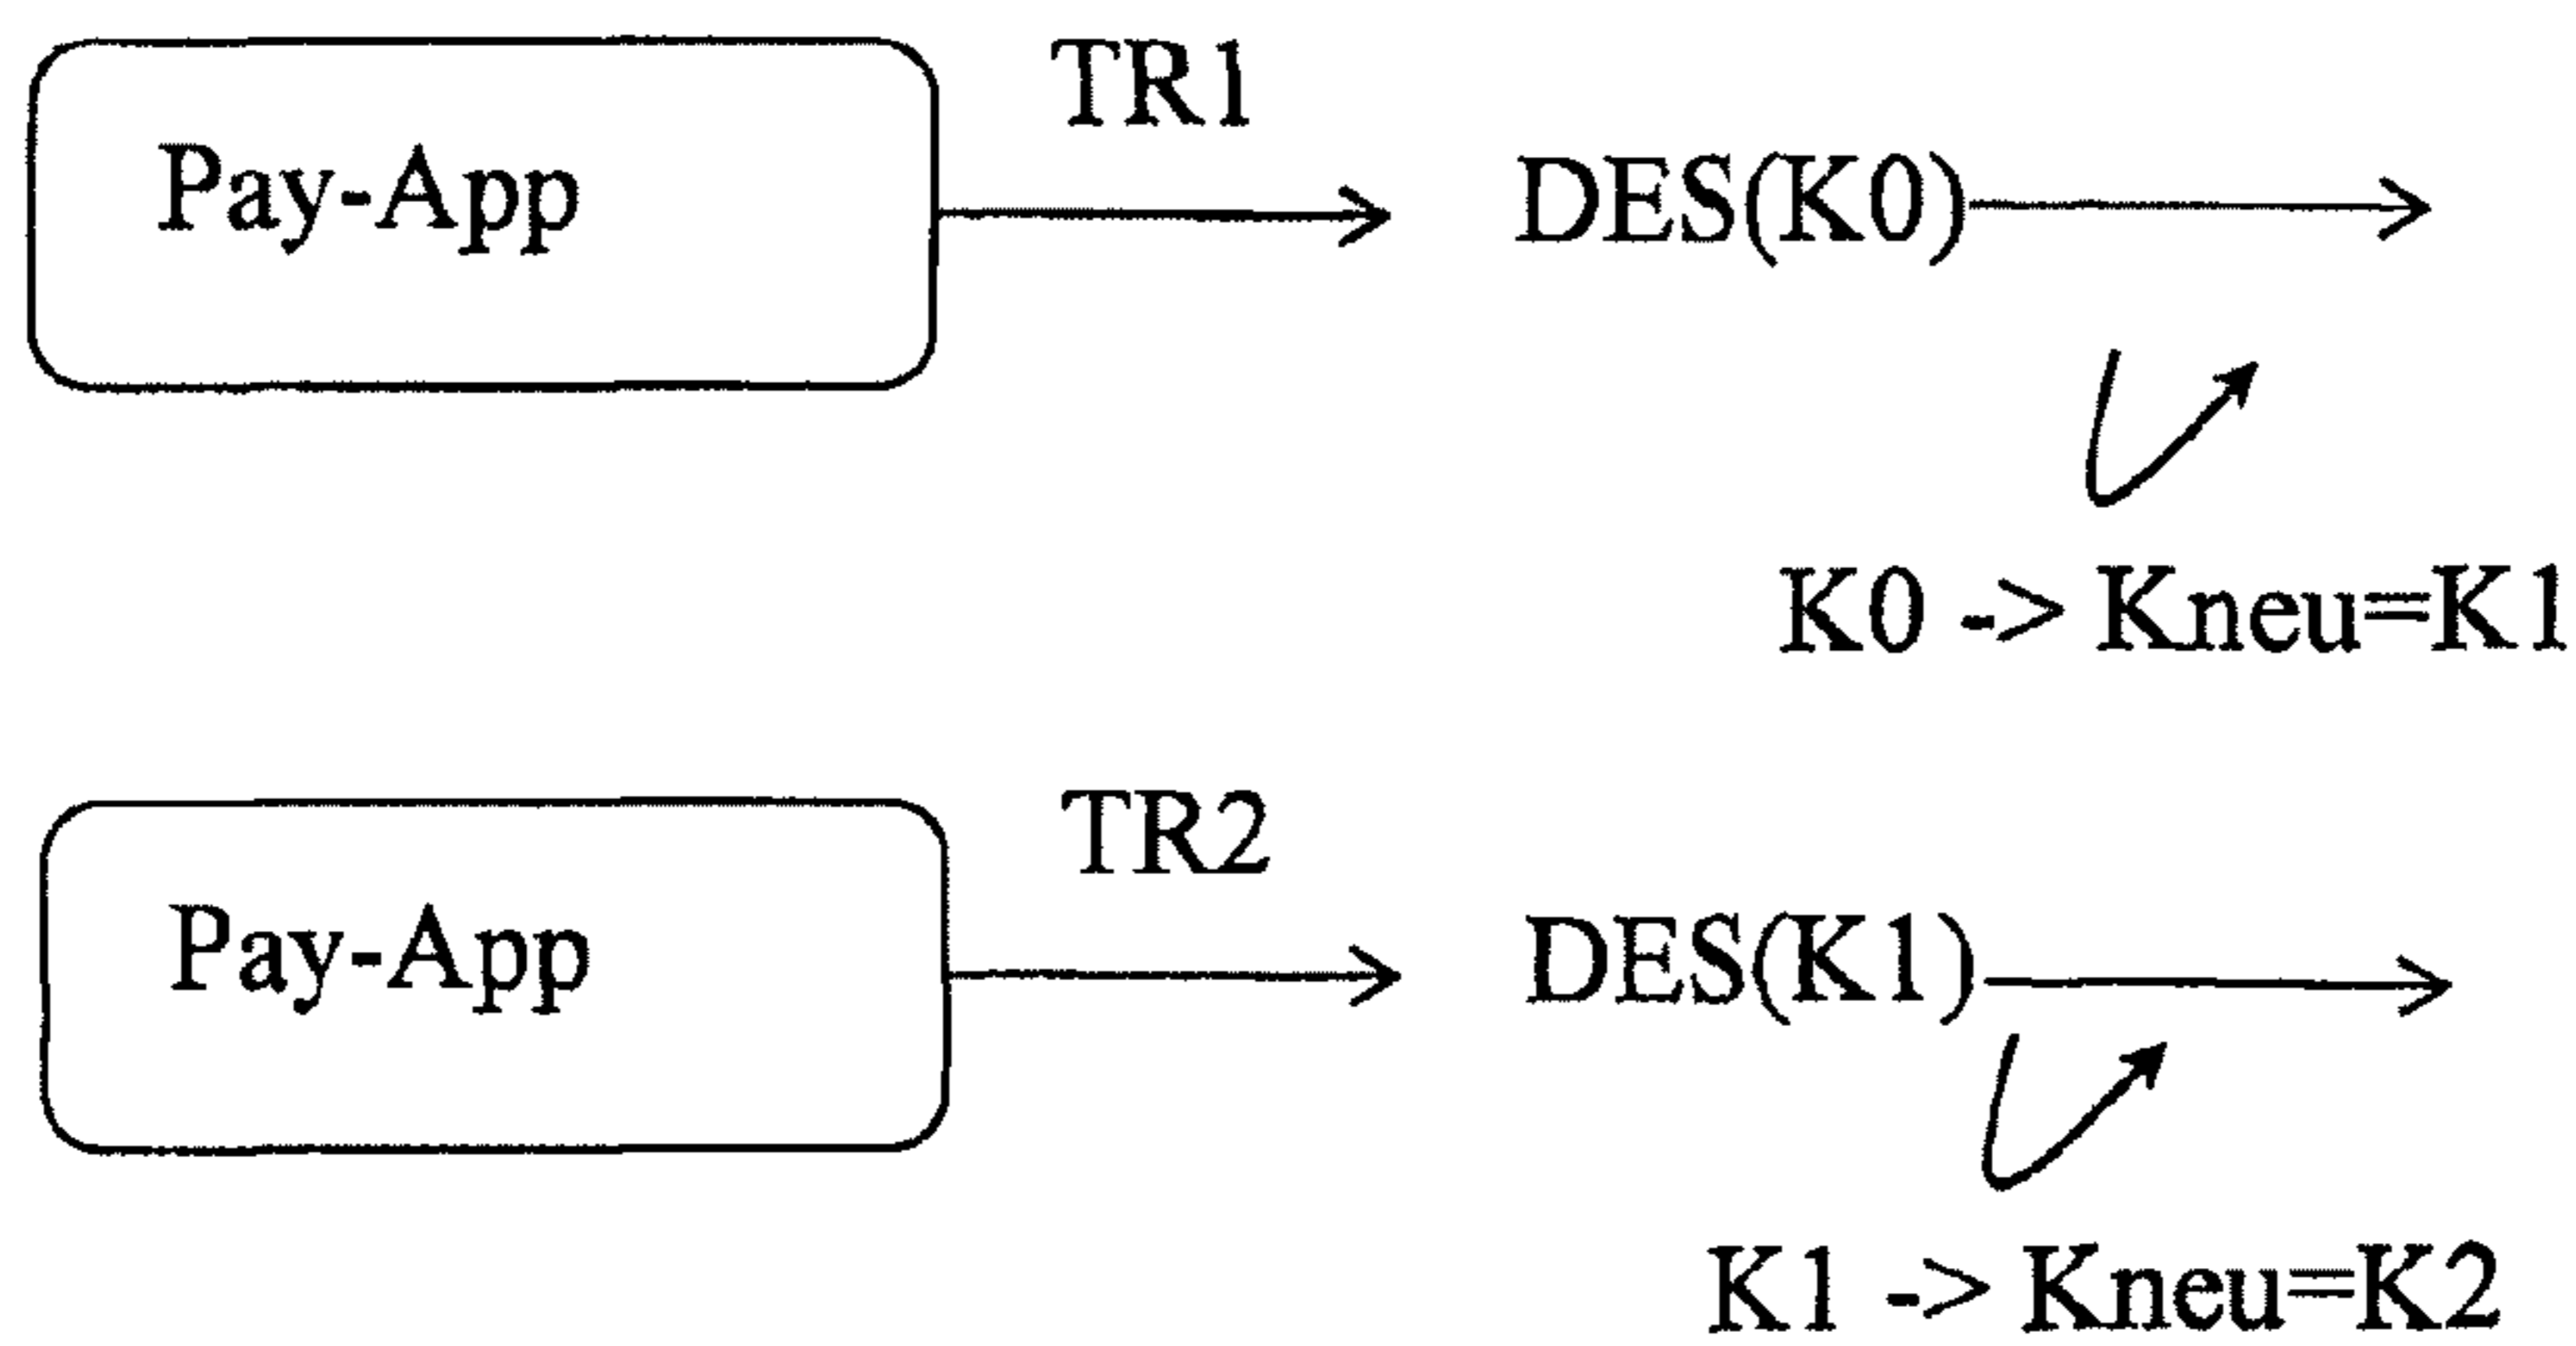 TR1
Pay-App
DES(K0)
K0 -> Kneu=K1
TR2
Pay-App
DES(K1)
K1 -> Kneu=K2